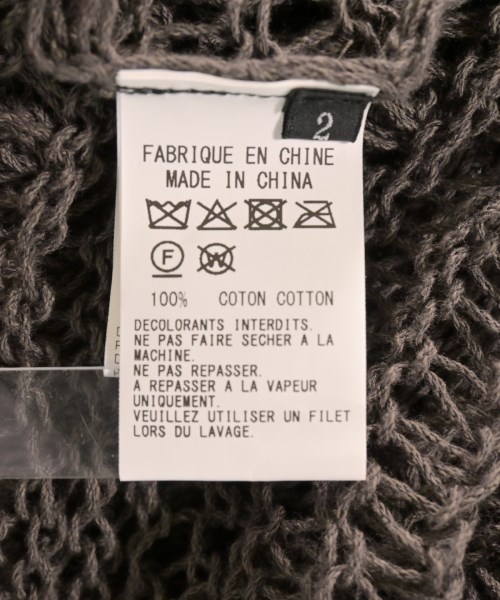 2
FABRIQUE EN CHINE
MADE IN CHINA
F W
100% COTON COTTON
DECOLORANTS INTERDITS.
NE PAS FAIRE SECHER A LA
MACHINE.
NE PAS REPASSER.
A REPASSER A LA VAPEUR
UNIQUEMENT.
VEUILLEZ UTILISER UN FILET
LORS DU LAVAGE.